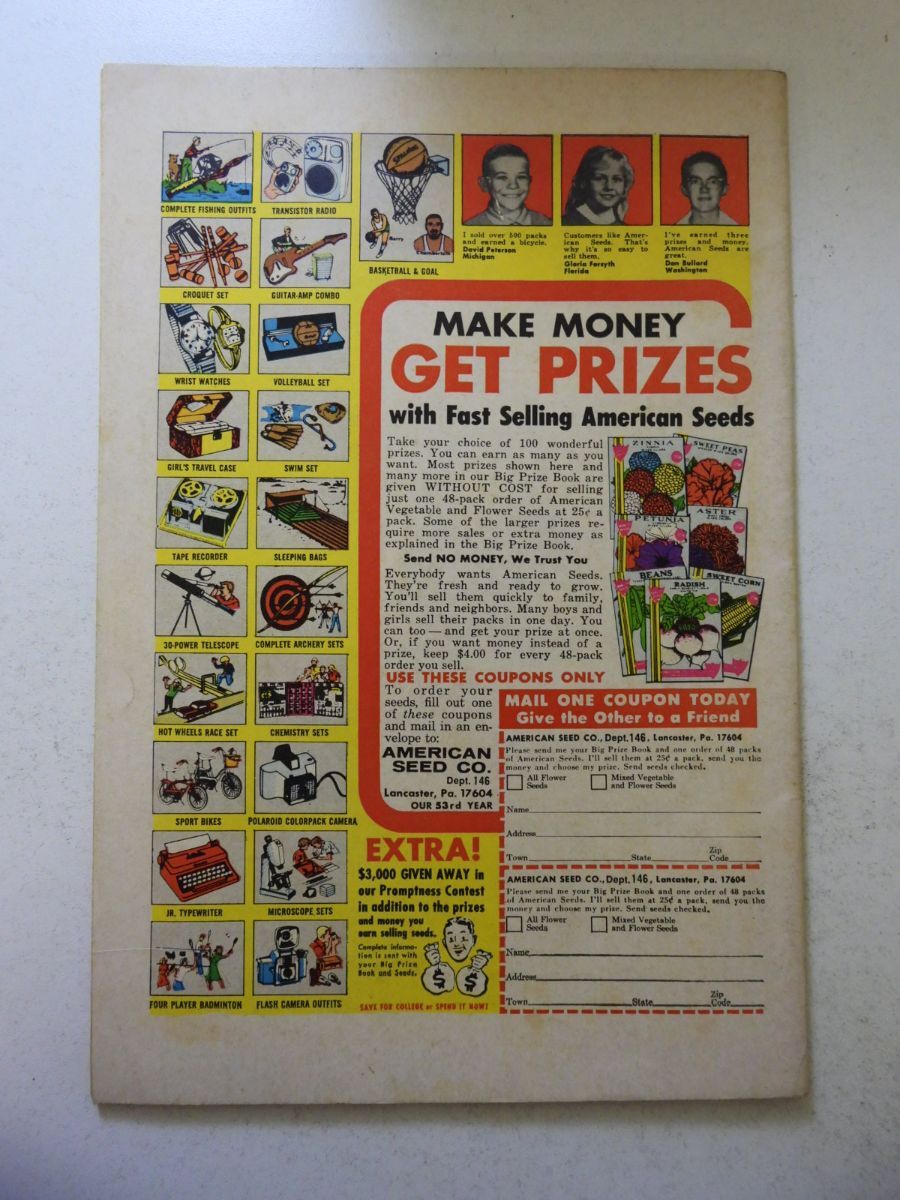 COMPLETE FISHING OUTFITS
TRANSISTOR RADIO
SPALDING
Barry
Chamberlain
BASKETBALL & GOAL
CROQUET SET
GUITAR-AMP COMBO
WRIST WATCHES
VOLLEYBALL SET
GIRL'S TRAVEL CASE
SWIM SET
TAPE RECORDER
SLEEPING BAGS
30-POWER TELESCOPE
COMPLETE ARCHERY SETS
HOT WHEELS RACE SET
CHEMISTRY SETS
SPORT BIKES
POLAROID COLORPACK CAMERA
JR. TYPEWRITER
MICROSCOPE SETS
FOUR PLAYER BADMINTON
FLASH CAMERA OUTFITS
I sold over 500 packs
and earned a bicycle.
David Peterson
Michigan
Customers like Amer-
ican Seeds. That's
why it's so easy to
sell them.
Gloria Forsyth
Florida
I've earned three
prizes and money.
American Seeds are
great.
Dan Bullard
Washington
MAKE MONEY
GET PRIZES
with Fast Selling American Seeds
Take your choice of 100 wonderful
prizes. You can earn as many as you
want. Most prizes shown here and
many more in our Big Prize Book are
given WITHOUT COST for selling
just one 48-pack order of American
Vegetable and Flower Seeds at 25¢ a
pack. Some of the larger prizes re-
quire more sales or extra money as
explained in the Big Prize Book.
Send NO MONEY, We Trust You
Everybody wants American Seeds.
They're fresh and ready to grow.
You'll sell them quickly to family,
friends and neighbors. Many boys and
girls sell their packs in one day. You
can too — and get your prize at once.
Or, if you want money instead of a
prize, keep $4.00 for every 48-pack
order you sell.
ZINNIA
SWEET PEAS
PETUNIA
ASTER
BEANS
RADISH
SWEET CORN
USE THESE COUPONS ONLY
To order your
seeds, fill out one
of these coupons
and mail in an en-
velope to:
AMERICAN
SEED CO.
Dept. 146
Lancaster, Pa. 17604
OUR 53rd YEAR
EXTRA!
$3,000 GIVEN AWAY in
our Promptness Contest
in addition to the prizes
and money you
earn selling seeds.
Complete informa-
tion is sent with
your Big Prize
Book and Seeds.
$ $
SAVE FOR COLLEGE or SPEND IT NOW!
MAIL ONE COUPON TODAY
Give the Other to a Friend
AMERICAN SEED CO., Dept. 146, Lancaster, Pa. 17604
Please send me your Big Prize Book and one order of 48 packs
of American Seeds. I'll sell them at 25¢ a pack, send you the
money and choose my prize. Send seeds checked.
All Flower
Seeds
Mixed Vegetable
and Flower Seeds
Name
Address
Town State Zip Code
AMERICAN SEED CO., Dept. 146, Lancaster, Pa. 17604
Please send me your Big Prize Book and one order of 48 packs
of American Seeds. I'll sell them at 25¢ a pack, send you the
money and choose my prize. Send seeds checked.
All Flower
Seeds
Mixed Vegetable
and Flower Seeds
Name
Address
Town State Zip Code